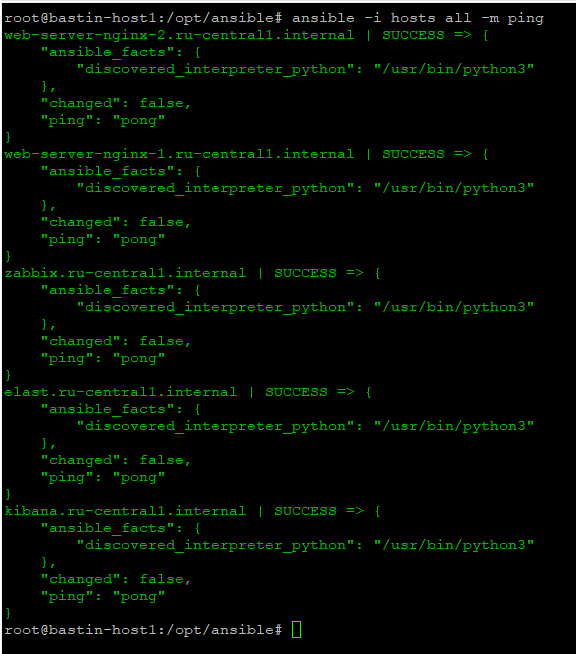 root@bastin-host1:/opt/ansible# ansible -i hosts all -m ping
web-server-nginx-2.ru-central1.internal | SUCCESS => {
    "ansible_facts": {
        "discovered_interpreter_python": "/usr/bin/python3"
    },
    "changed": false,
    "ping": "pong"
}
web-server-nginx-1.ru-central1.internal | SUCCESS => {
    "ansible_facts": {
        "discovered_interpreter_python": "/usr/bin/python3"
    },
    "changed": false,
    "ping": "pong"
}
zabbix.ru-central1.internal | SUCCESS => {
    "ansible_facts": {
        "discovered_interpreter_python": "/usr/bin/python3"
    },
    "changed": false,
    "ping": "pong"
}
elast.ru-central1.internal | SUCCESS => {
    "ansible_facts": {
        "discovered_interpreter_python": "/usr/bin/python3"
    },
    "changed": false,
    "ping": "pong"
}
kibana.ru-central1.internal | SUCCESS => {
    "ansible_facts": {
        "discovered_interpreter_python": "/usr/bin/python3"
    },
    "changed": false,
    "ping": "pong"
}
root@bastin-host1:/opt/ansible#